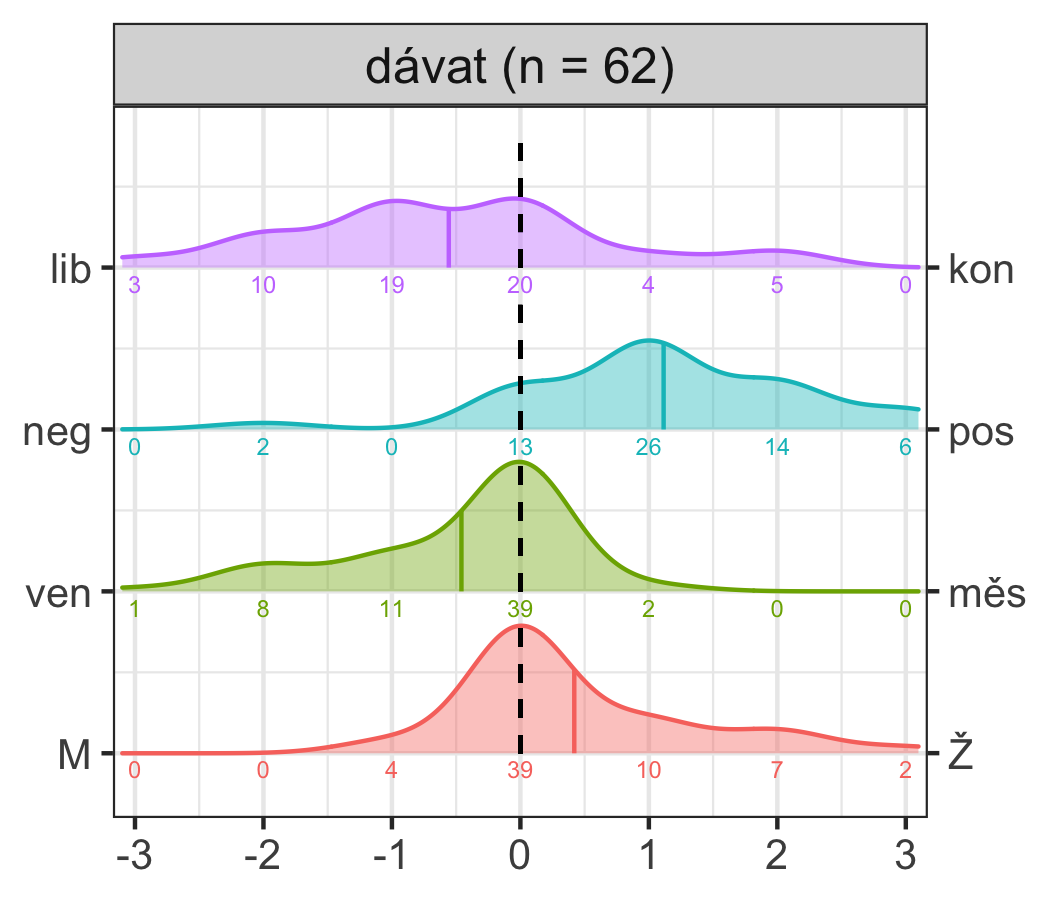 dávat (n = 62)
lib kon
3 10 19 20 4 5 0
neg pos
0 2 0 13 26 14 6
ven měs
1 8 11 39 2 0 0
M Ž
0 0 4 39 10 7 2
-3 -2 -1 0 1 2 3